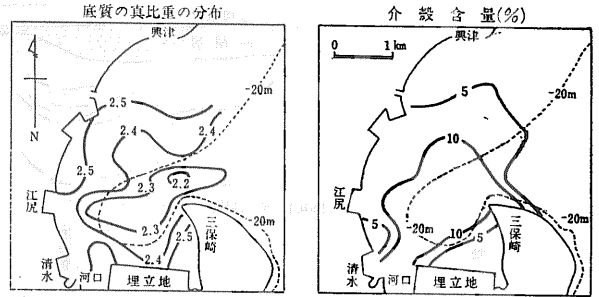 底質の真比重の分布
興津
2.5
-20m
2.4
2.4
N
2.5
2.3
2.2
江尻
2.3
三保崎
-20m
2.5
2.4
清水
河口
埋立地
介殻含量(%)
0 1km
興津
5
-20m
10
江尻
5
-20m
10
三保崎
-20m
5
清水
河口
埋立地